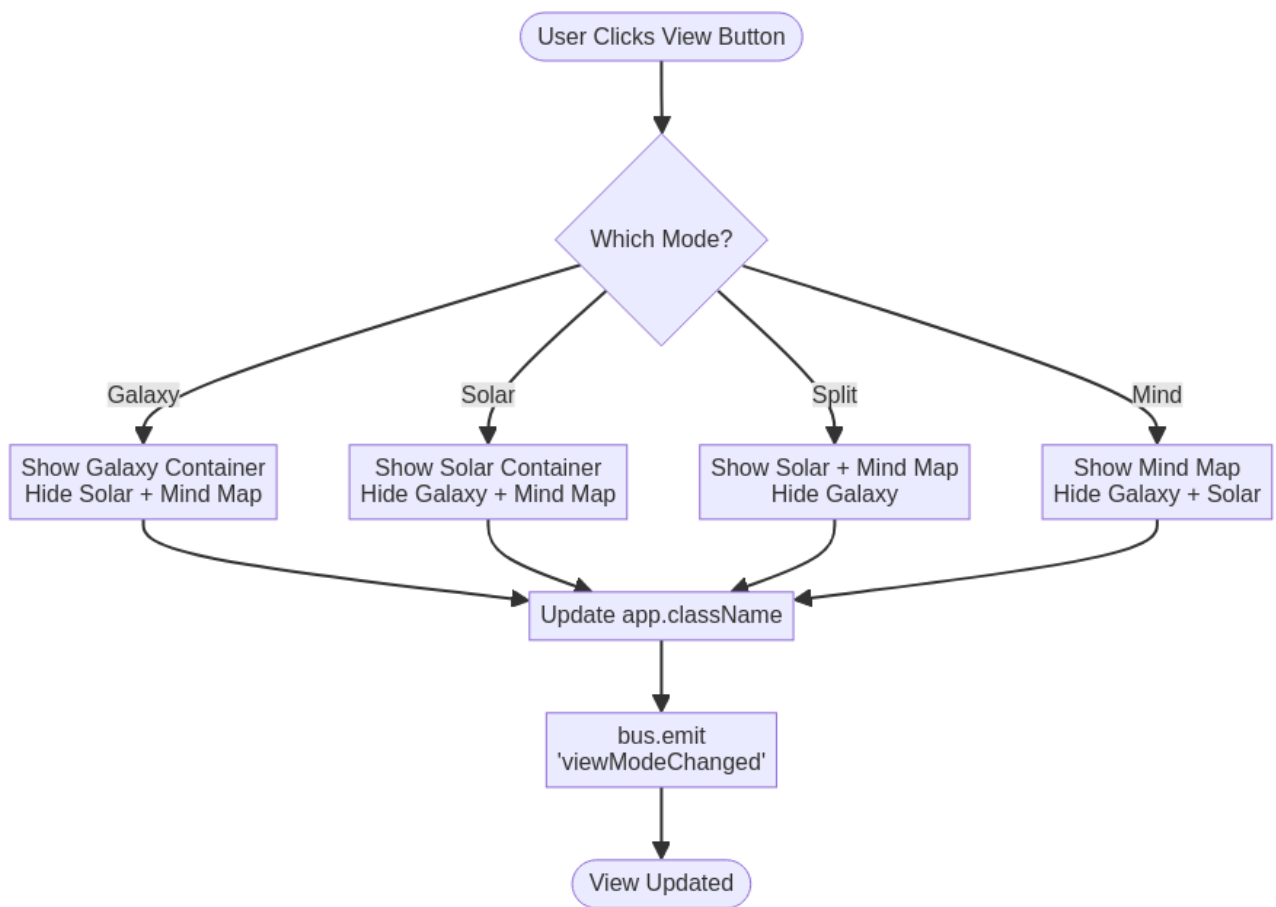 User Clicks View Button
Which Mode?
Galaxy
Solar
Split
Mind
Show Galaxy Container
Hide Solar + Mind Map
Show Solar Container
Hide Galaxy + Mind Map
Show Solar + Mind Map
Hide Galaxy
Show Mind Map
Hide Galaxy + Solar
Update app.className
bus.emit
'viewModeChanged'
View Updated